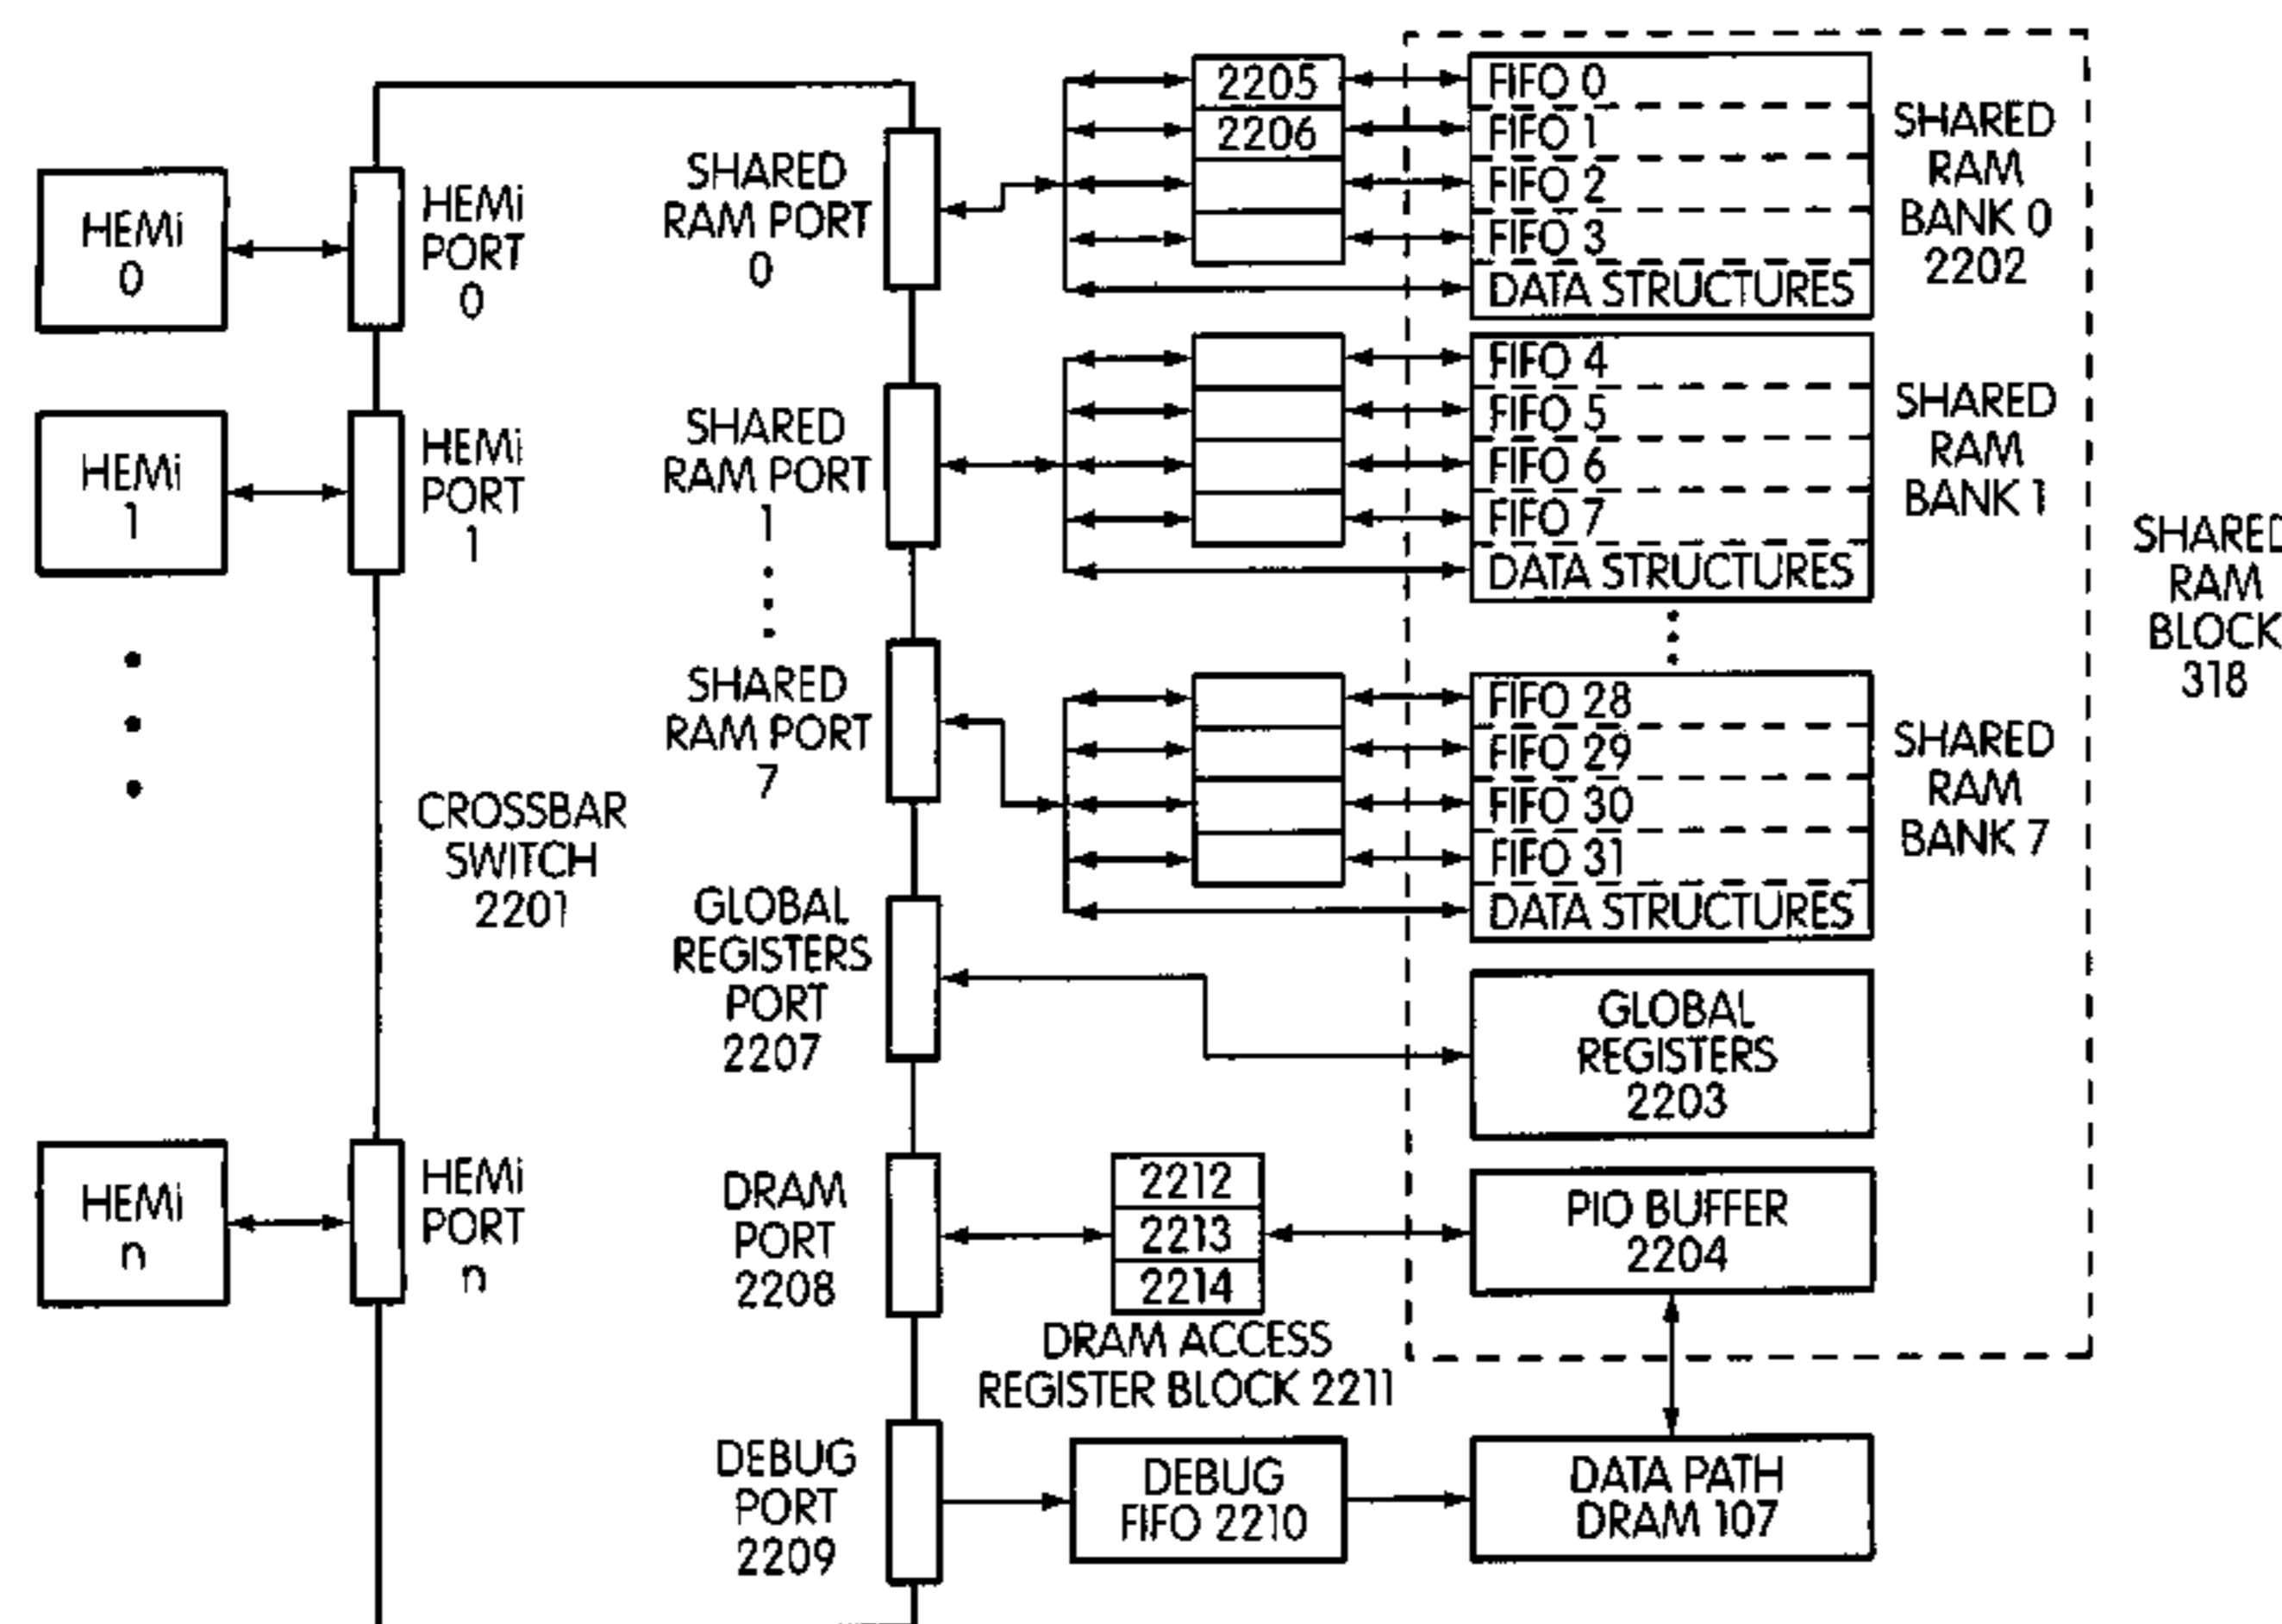 HEMi
0
HEMi
PORT
0
HEMi
1
HEMi
PORT
1
HEMi
n
HEMi
PORT
n
CROSSBAR
SWITCH
2201
SHARED
RAM PORT
0
SHARED
RAM PORT
1
SHARED
RAM PORT
7
GLOBAL
REGISTERS
PORT
2207
DRAM
PORT
2208
DEBUG
PORT
2209
2205
2206
FIFO 0
FIFO 1
FIFO 2
FIFO 3
DATA STRUCTURES
SHARED
RAM
BANK 0
2202
FIFO 4
FIFO 5
FIFO 6
FIFO 7
DATA STRUCTURES
SHARED
RAM
BANK 1
FIFO 28
FIFO 29
FIFO 30
FIFO 31
DATA STRUCTURES
SHARED
RAM
BANK 7
SHARED
RAM
BLOCK
318
GLOBAL
REGISTERS
2203
2212
2213
2214
DRAM ACCESS
REGISTER BLOCK 2211
PIO BUFFER
2204
DEBUG
FIFO 2210
DATA PATH
DRAM 107